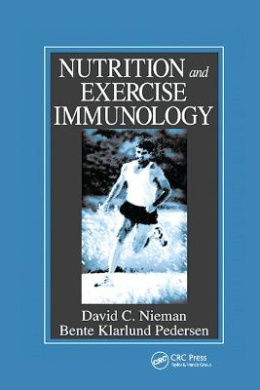 NUTRITION and
EXERCISE
IMMUNOLOGY
David C. Nieman
Bente Klarlund Pedersen
CRC Press
Taylor & Francis Group